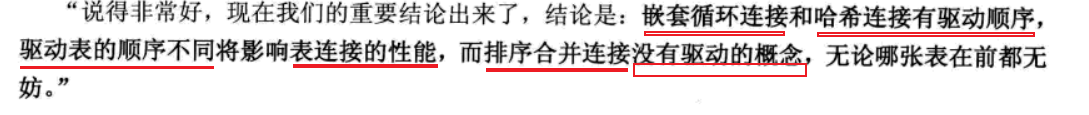 “说得非常好，现在我们的重要结论出来了，结论是：嵌套循环连接和哈希连接有驱动顺序，
驱动表的顺序不同将影响表连接的性能，而排序合并连接没有驱动的概念，无论哪张表在前都无
妨。”